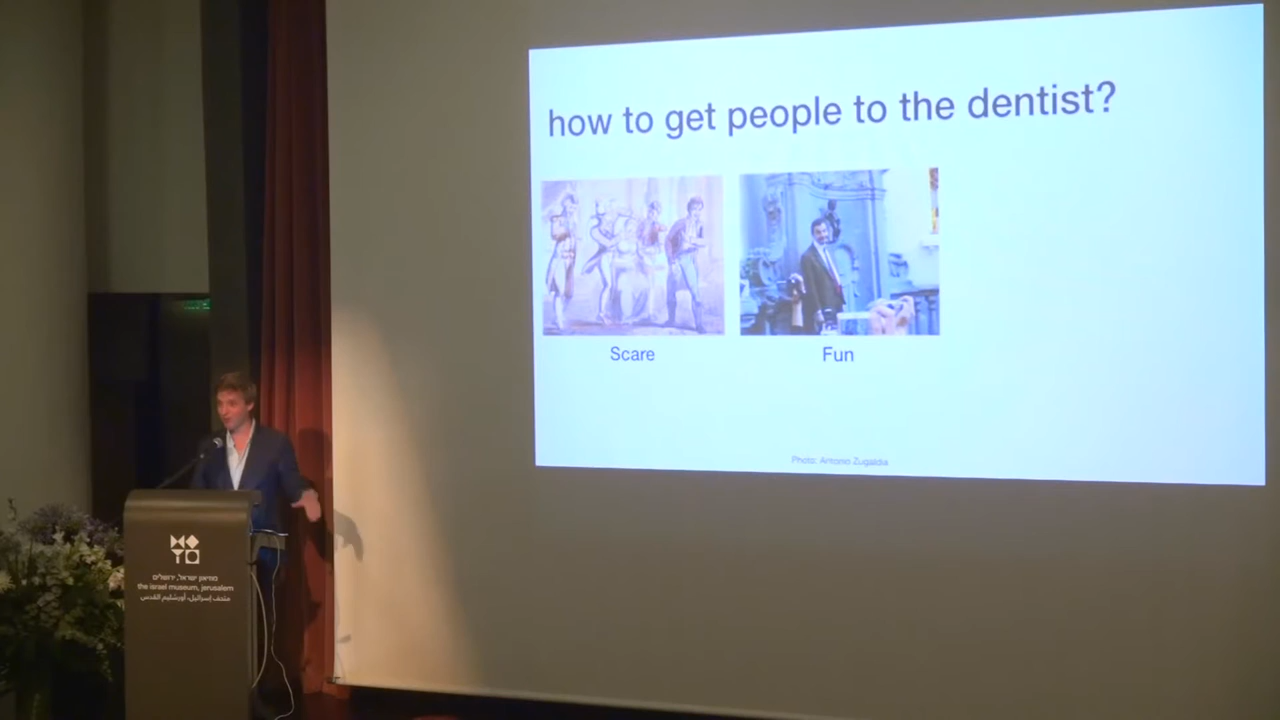 how to get people to the dentist?
Scare
Fun
Photo: Antonio Zugaldia
מוזיאון ישראל, ירושלים
the israel museum, jerusalem
متحف إسرائيل، أورشليم القدس